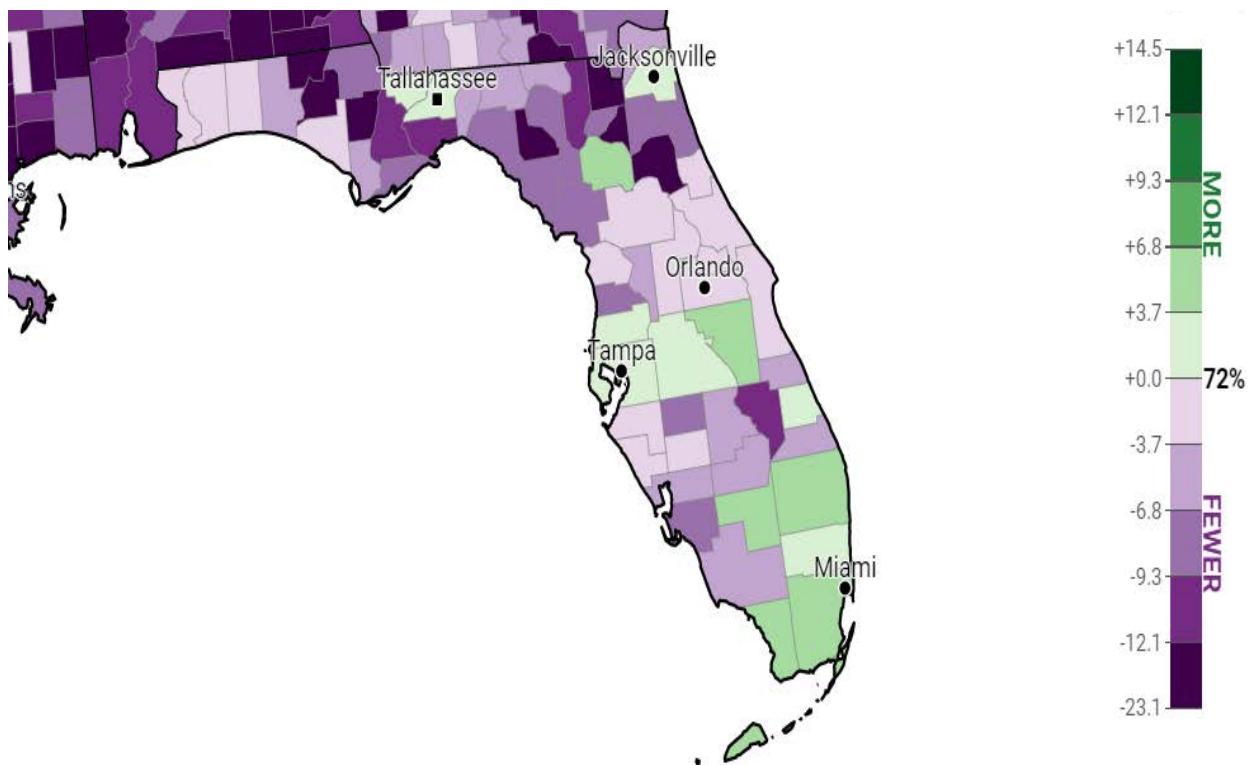 Jacksonville
Tallahassee
ns
Orlando
Tampa
Miami
+14.5
+12.1
+9.3
+6.8
+3.7
+0.0
72%
-3.7
-6.8
-9.3
-12.1
-23.1
MORE
FEWER